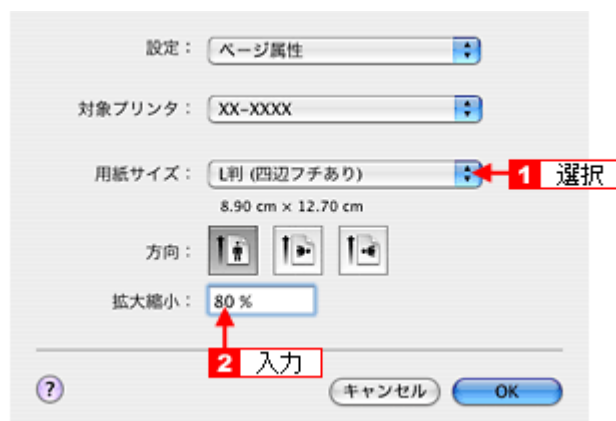 設定： ページ属性
対象プリンタ： XX-XXXX
用紙サイズ： L判 (四辺フチあり)
1 選択
8.90 cm × 12.70 cm
方向：
拡大縮小： 80 %
2 入力
? キャンセル OK